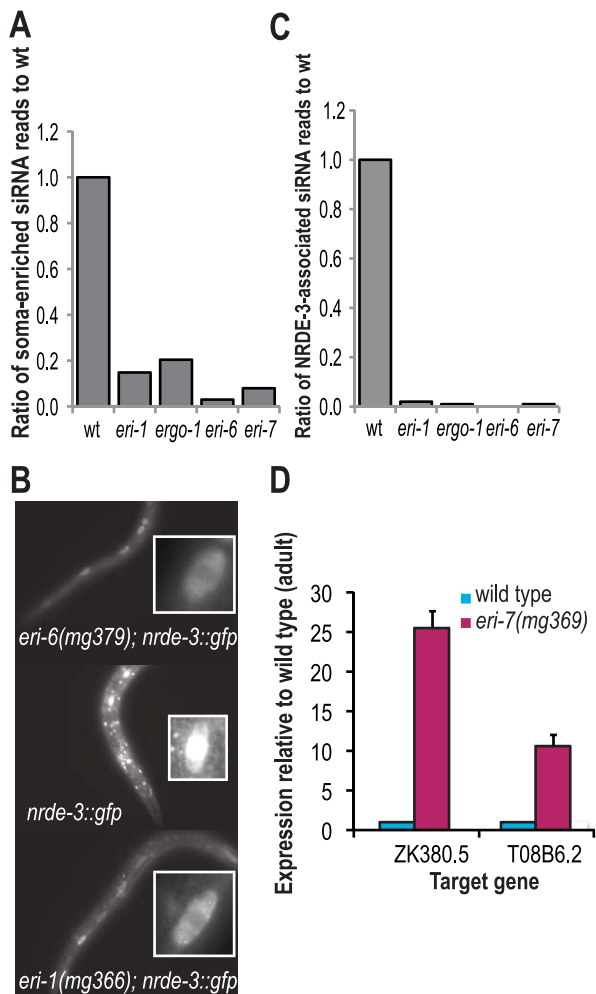 A
Ratio of soma-enriched siRNA reads to wt
1.2
1.0
0.8
0.6
0.4
0.2
0.0
wt eri-1 ergo-1 eri-6 eri-7
C
Ratio of NRDE-3-associated siRNA reads to wt
1.2
1.0
0.8
0.6
0.4
0.2
0.0
wt eri-1 ergo-1 eri-6 eri-7
B
eri-6(mg379); nrde-3::gfp
nrde-3::gfp
eri-1(mg366); nrde-3::gfp
D
Expression relative to wild type (adult)
30
25
20
15
10
5
0
wild type
eri-7(mg369)
ZK380.5 T08B6.2
Target gene